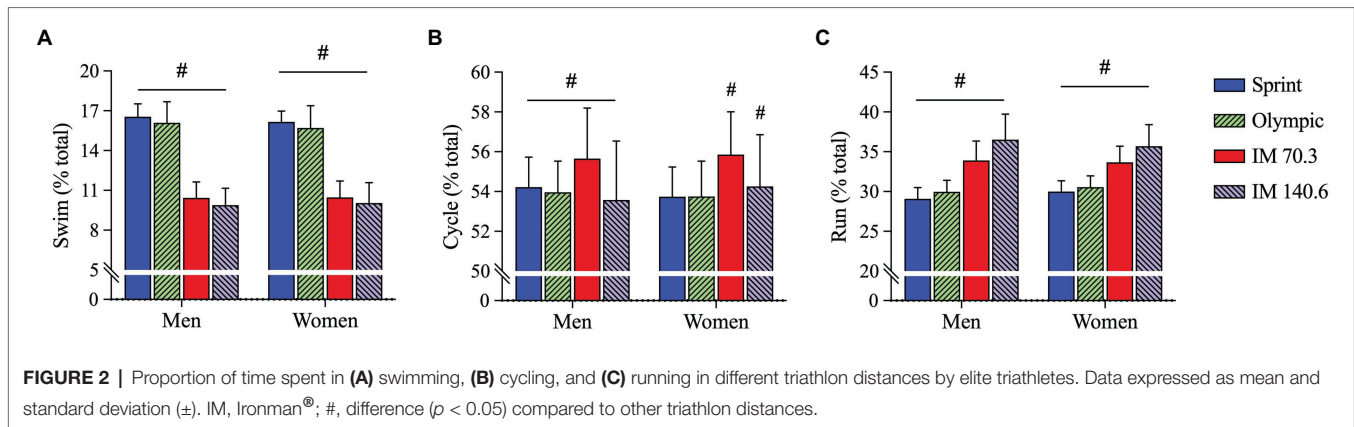 A
#
#
Swim (% total)
20
17
13
10
8
5
0
Men
Women
B
#
#
#
Cycle (% total)
60
58
56
54
52
50
0
Men
Women
C
#
#
Run (% total)
45
40
35
30
25
20
0
Men
Women
Sprint
Olympic
IM 70.3
IM 140.6
FIGURE 2 | Proportion of time spent in (A) swimming, (B) cycling, and (C) running in different triathlon distances by elite triathletes. Data expressed as mean and
standard deviation (±). IM, Ironman®; #, difference (p < 0.05) compared to other triathlon distances.